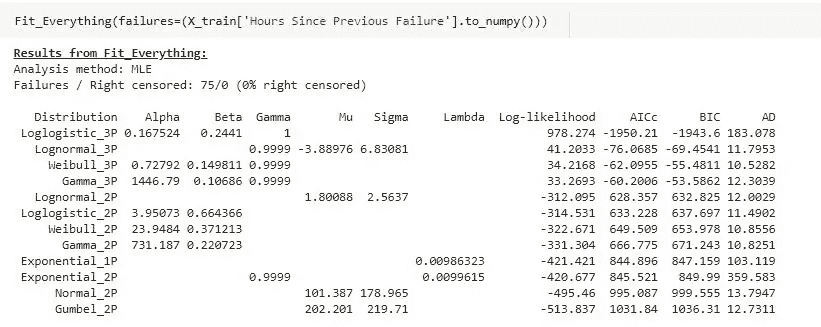 Fit_Everything(failures=(X_train['Hours Since Previous Failure'].to_numpy()))
Results from Fit_Everything:
Analysis method: MLE
Failures / Right censored: 75/0 (0% right censored)
Distribution Alpha Beta Gamma Mu Sigma Lambda Log-likelihood AICc BIC AD
Loglogistic_3P 0.167524 0.2441 1 978.274 -1950.21 -1943.6 183.078
Lognormal_3P 0.9999 -3.88976 6.83081 41.2033 -76.0685 -69.4541 11.7953
Weibull_3P 0.72792 0.149811 0.9999 34.2168 -62.0955 -55.4811 10.5282
Gamma_3P 1446.79 0.10686 0.9999 33.2693 -60.2006 -53.5862 12.3039
Lognormal_2P 1.80088 2.5637 -312.095 628.357 632.825 12.0029
Loglogistic_2P 3.95073 0.664366 -314.531 633.228 637.697 11.4902
Weibull_2P 23.9484 0.371213 -322.671 649.509 653.978 10.8556
Gamma_2P 731.187 0.220723 -331.304 666.775 671.243 10.8251
Exponential_1P 0.00986323 -421.421 844.896 847.159 103.119
Exponential_2P 0.9999 0.0099615 -420.677 845.521 849.99 359.583
Normal_2P 101.387 178.965 -495.46 995.087 999.555 13.7947
Gumbel_2P 202.201 219.71 -513.837 1031.84 1036.31 12.7311